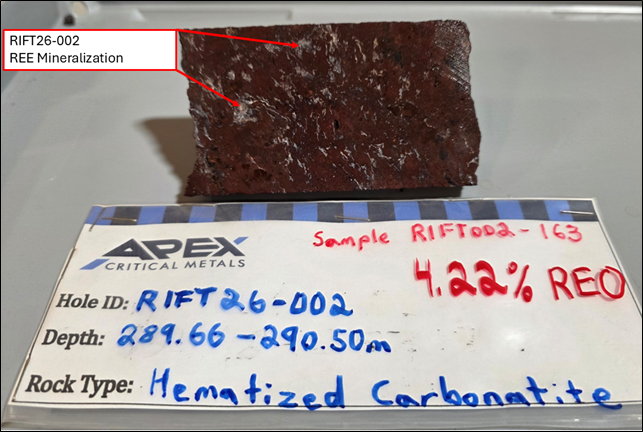 RIFT26-002
REE Mineralization
APEX
CRITICAL METALS
Sample RIFT002-163
4.22% REO
Hole ID: RIFT26-002
Depth: 289.66-290.50m
Rock Type: Hematized Carbonatite